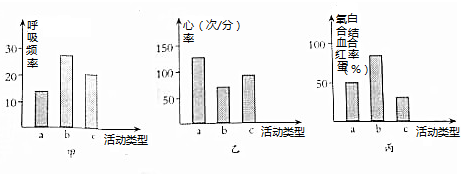 呼吸频率
30
20
10
a
b
c
活动类型
甲
心率(次/分)
150
100
50
a
b
c
活动类型
乙
血红蛋白氧结合率(%)
100
50
a
b
c
活动类型
丙